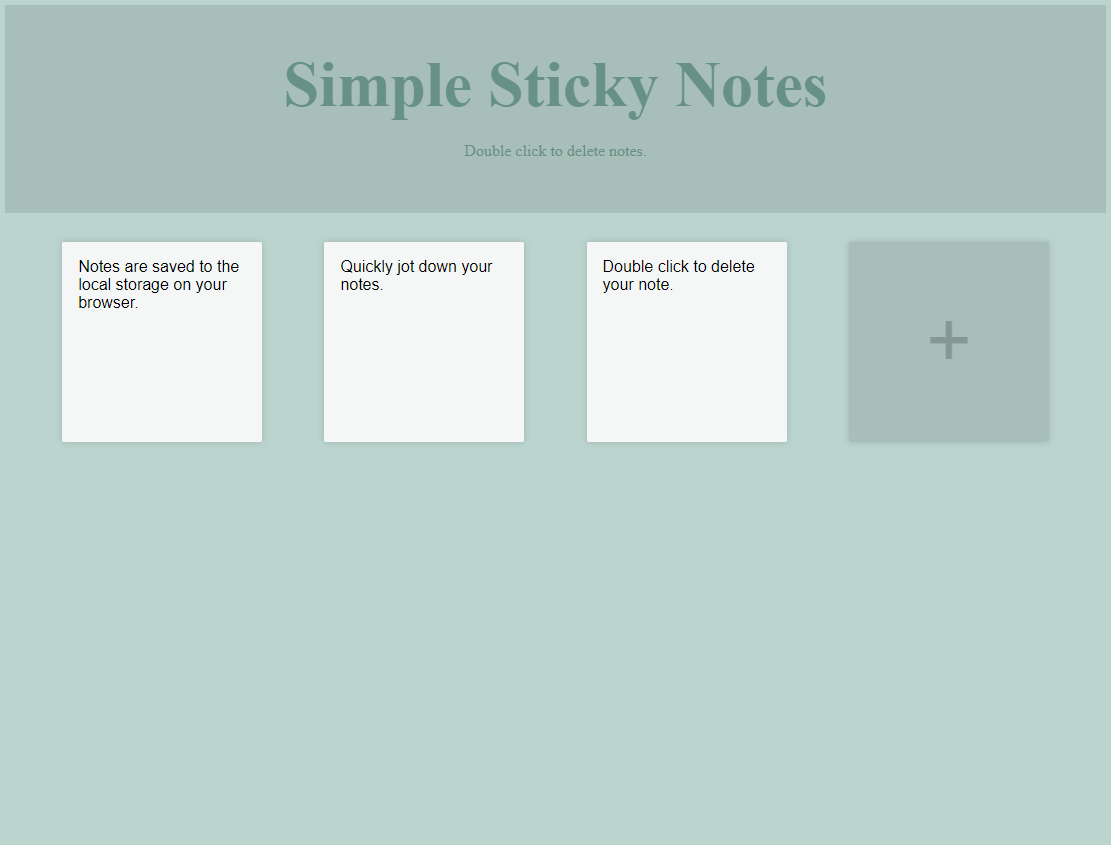 Simple Sticky Notes
Double click to delete notes.
Notes are saved to the
local storage on your
browser.
Quickly jot down your
notes.
Double click to delete
your note.
+